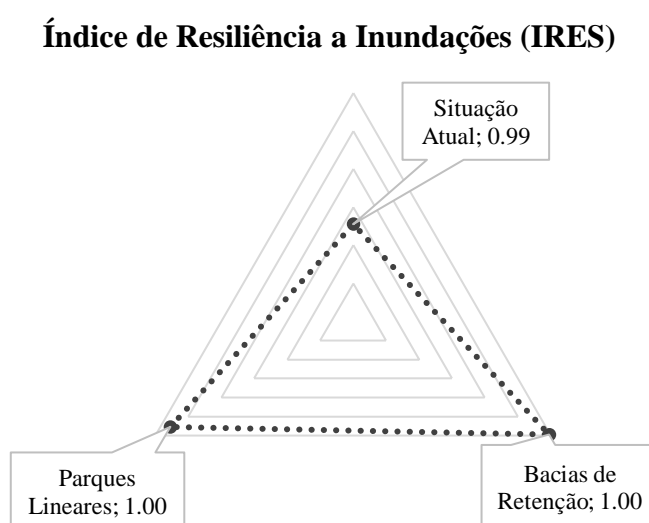 Índice de Resiliência a Inundações (IRES)
Situação
Atual; 0.99
Parques
Lineares; 1.00
Bacias de
Retenção; 1.00